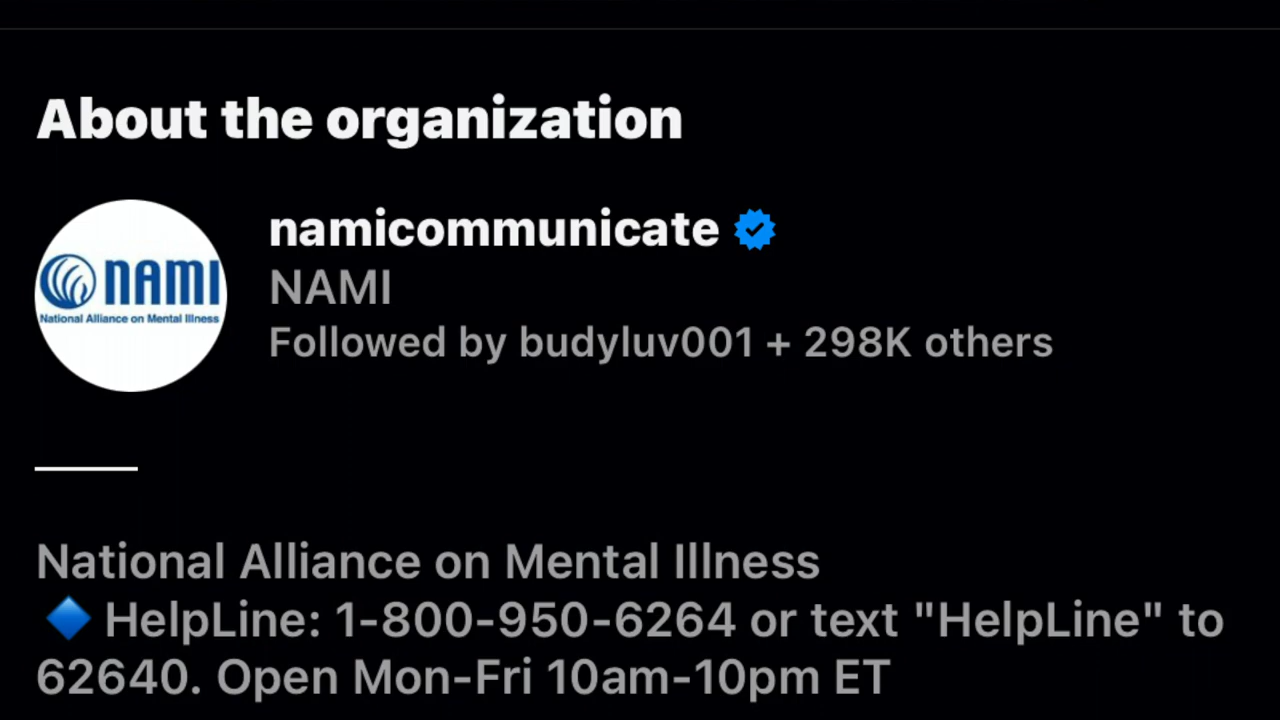 About the organization
NAMI
National Alliance on Mental Illness
namicommunicate
NAMI
Followed by budyluv001 + 298K others
National Alliance on Mental Illness
🔷 HelpLine: 1-800-950-6264 or text "HelpLine" to
62640. Open Mon-Fri 10am-10pm ET